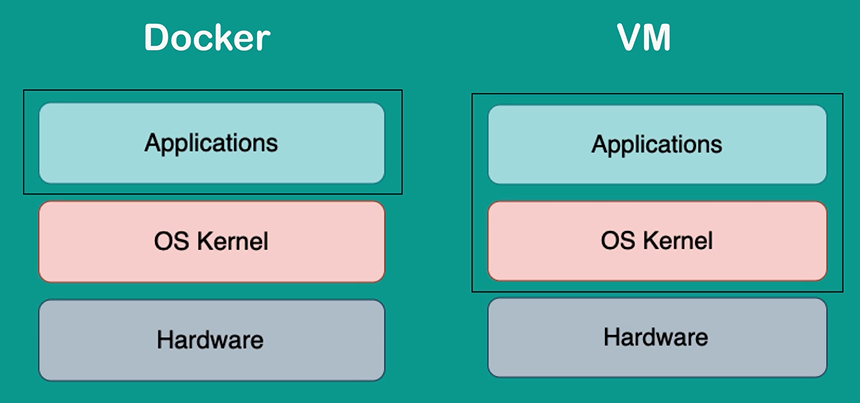 Docker
Applications
OS Kernel
Hardware
VM
Applications
OS Kernel
Hardware